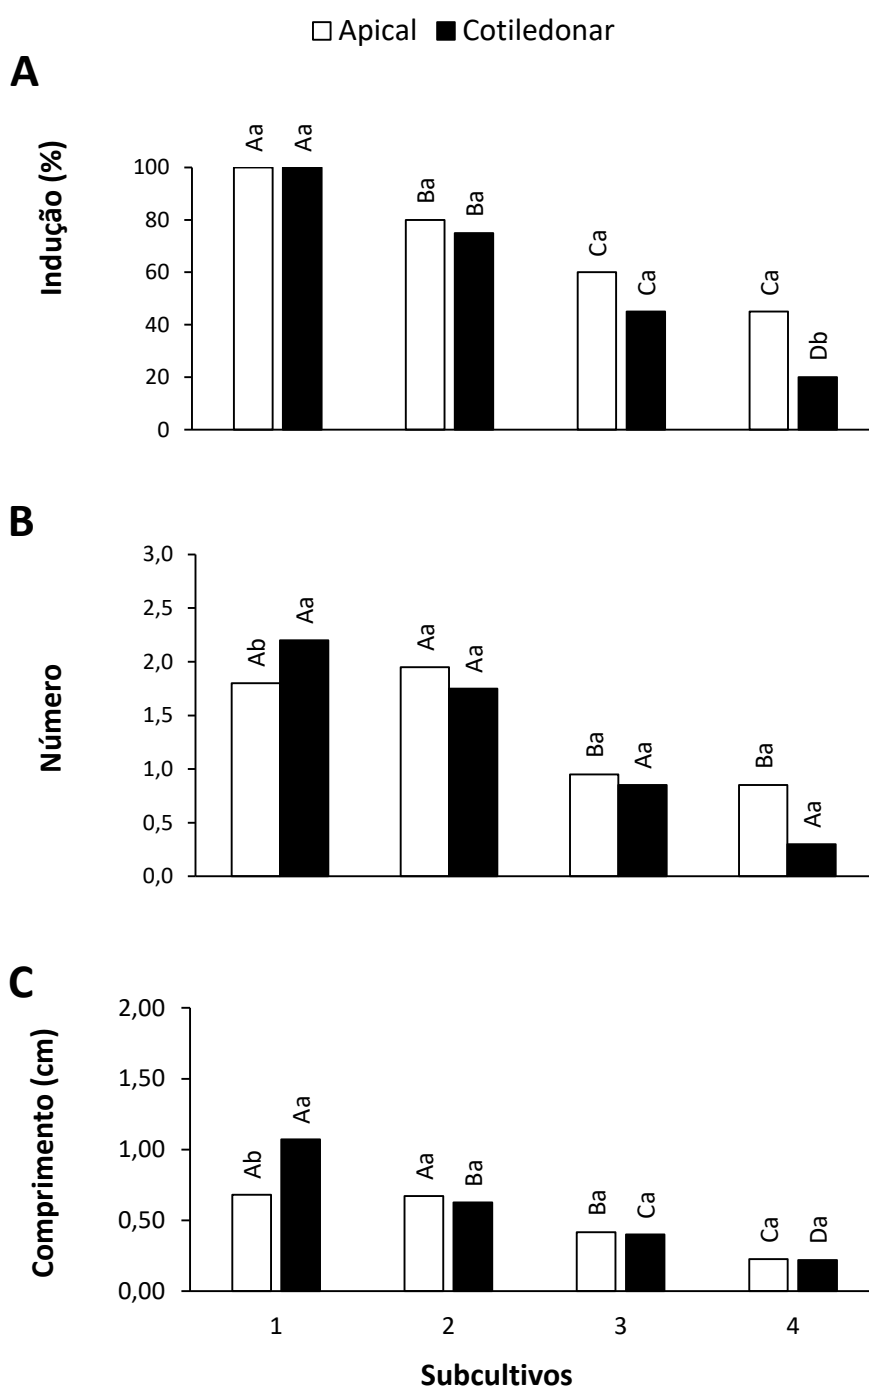 Apical Cotiledonar
A
Indução (%)
100
80
60
40
20
0
Aa Aa Ba Ba Ca Ca Ca Db
B
Número
3,0
2,5
2,0
1,5
1,0
0,5
0,0
Ab Aa Aa Aa Ba Aa Ba Aa
C
Comprimento (cm)
2,00
1,50
1,00
0,50
0,00
Ab Aa Aa Ba Ba Ca Ca Da
1 2 3 4
Subcultivos